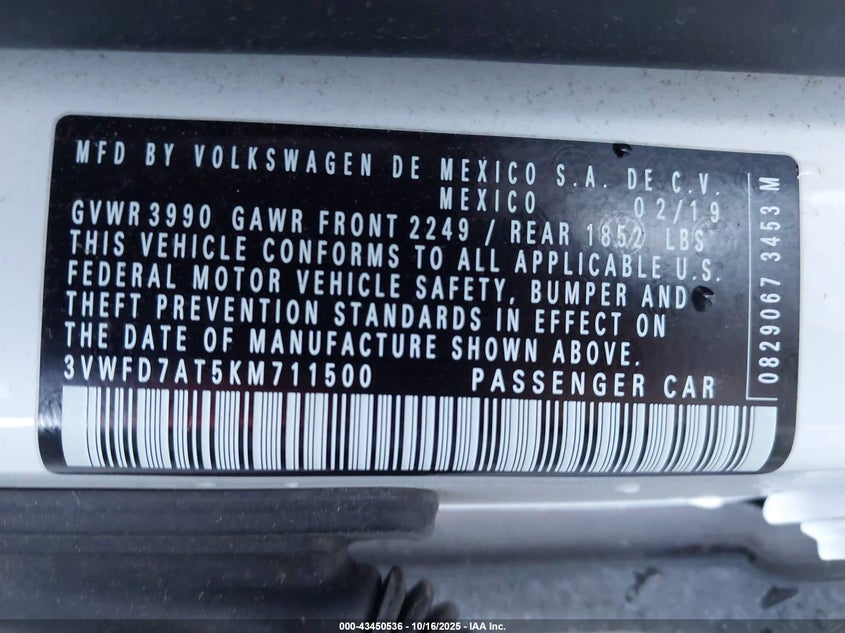 MFD BY VOLKSWAGEN DE MEXICO S.A. DE C.V.
MEXICO 02/19
GVWR 3990 GAWR FRONT 2249 / REAR 1852 LBS
THIS VEHICLE CONFORMS TO ALL APPLICABLE U.S.
FEDERAL MOTOR VEHICLE SAFETY, BUMPER AND
THEFT PREVENTION STANDARDS IN EFFECT ON
THE DATE OF MANUFACTURE SHOWN ABOVE.
3VWFD7AT5KM711500 PASSENGER CAR
0829067 3453 M
000-43450536 - 10/16/2025 - IAA Inc.